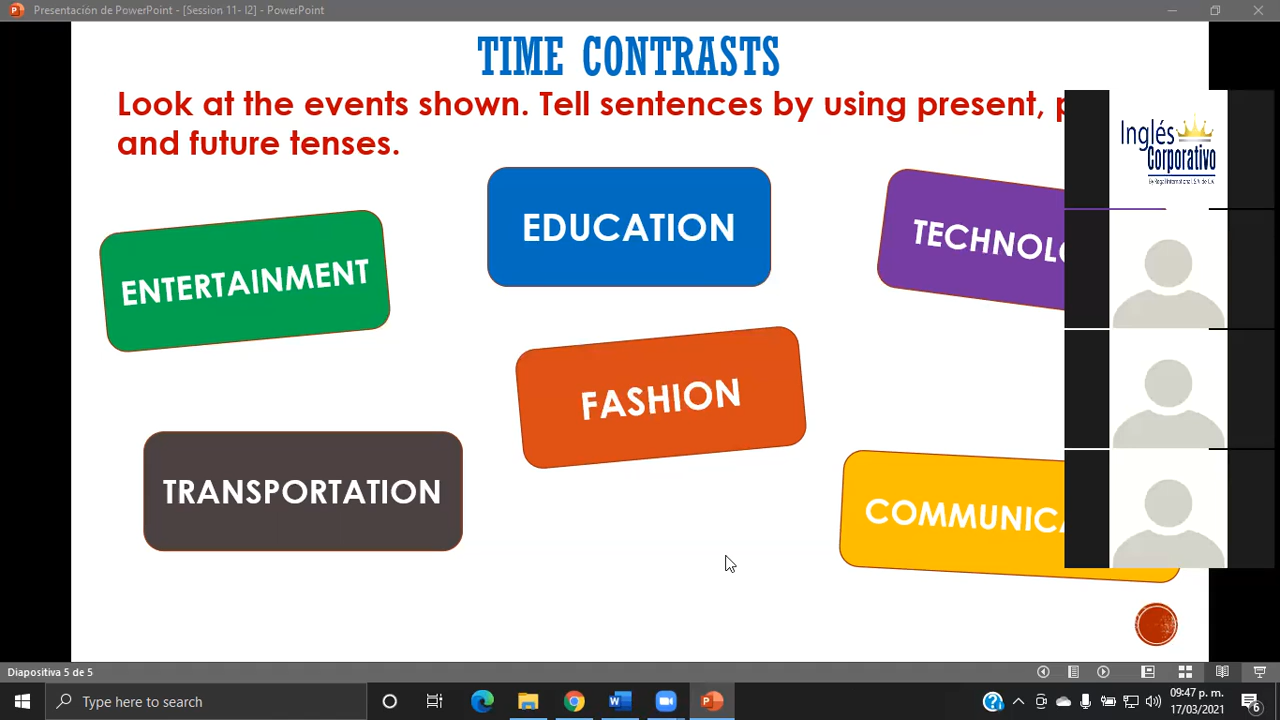 Presentación de PowerPoint - [Session 11- I2] - PowerPoint
TIME CONTRASTS
Look at the events shown. Tell sentences by using present,
and future tenses.
Inglés
Corporativo
EDUCATION
TECHNOLO
ENTERTAINMENT
FASHION
TRANSPORTATION
COMMUNICA
Diapositiva 5 de 5
Type here to search
09:47 p. m.
17/03/2021
6